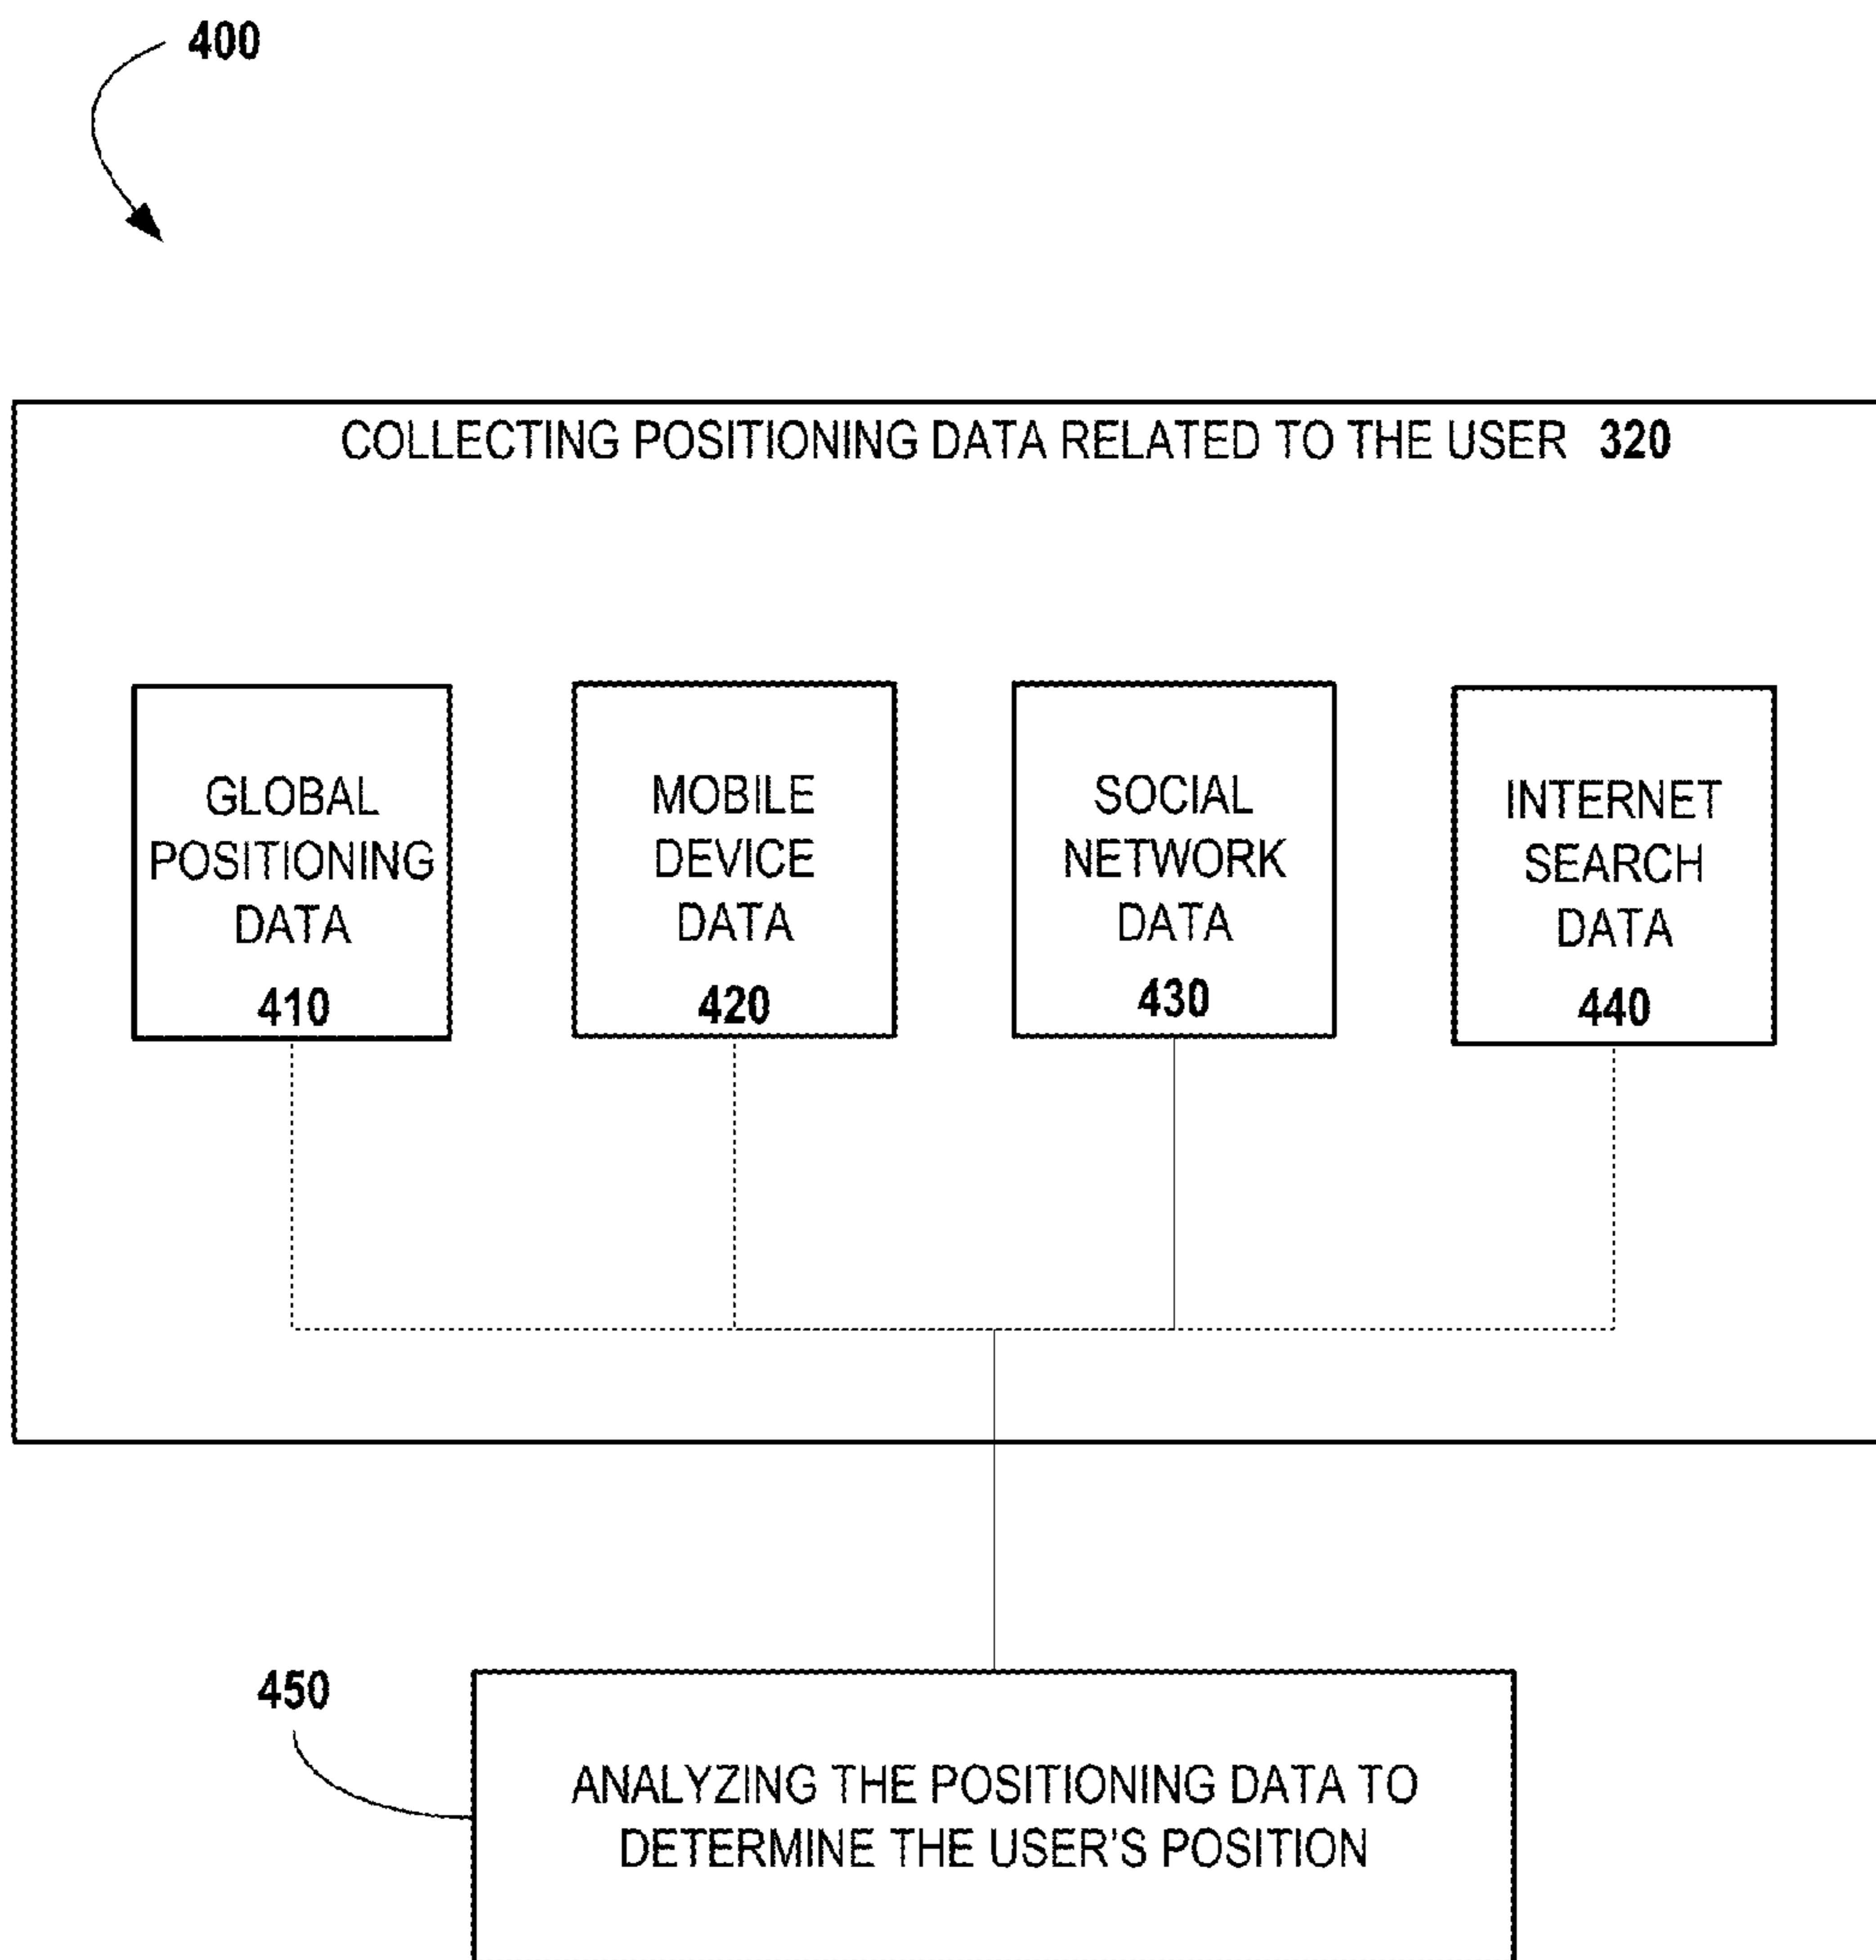 400
COLLECTING POSITIONING DATA RELATED TO THE USER 320
GLOBAL
POSITIONING
DATA
410
MOBILE
DEVICE
DATA
420
SOCIAL
NETWORK
DATA
430
INTERNET
SEARCH
DATA
440
450
ANALYZING THE POSITIONING DATA TO
DETERMINE THE USER'S POSITION